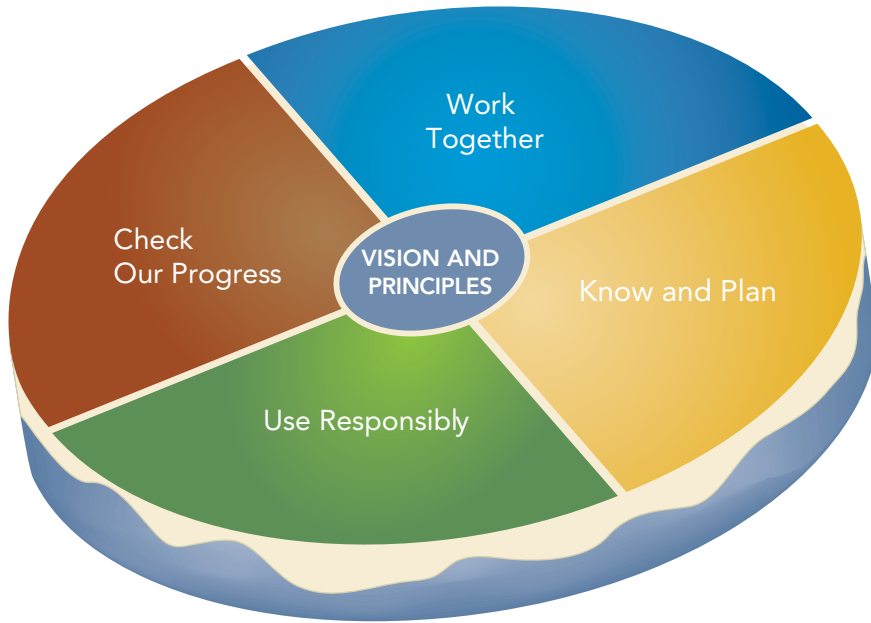 Work
Together
Check
Our Progress
VISION AND
PRINCIPLES
Know and Plan
Use Responsibly